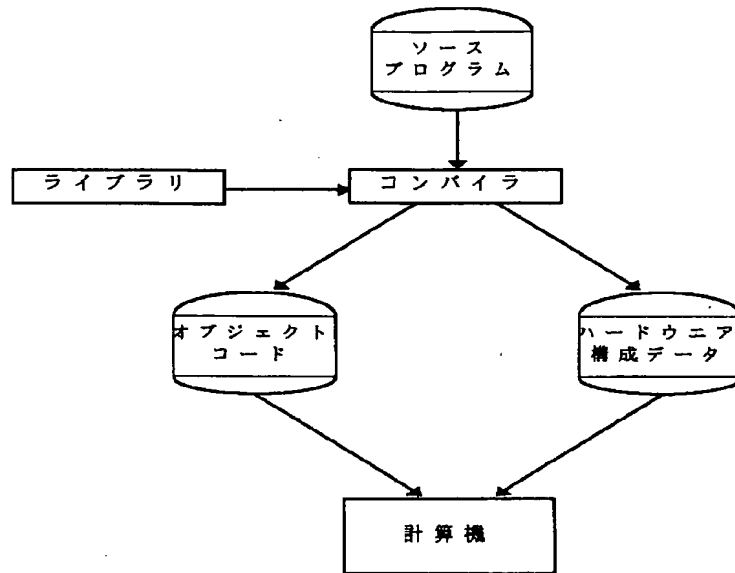 ソース
プログラム
ライブラリ
コンパイラ
オブジェクト
コード
ハードウニア
構成データ
計算機